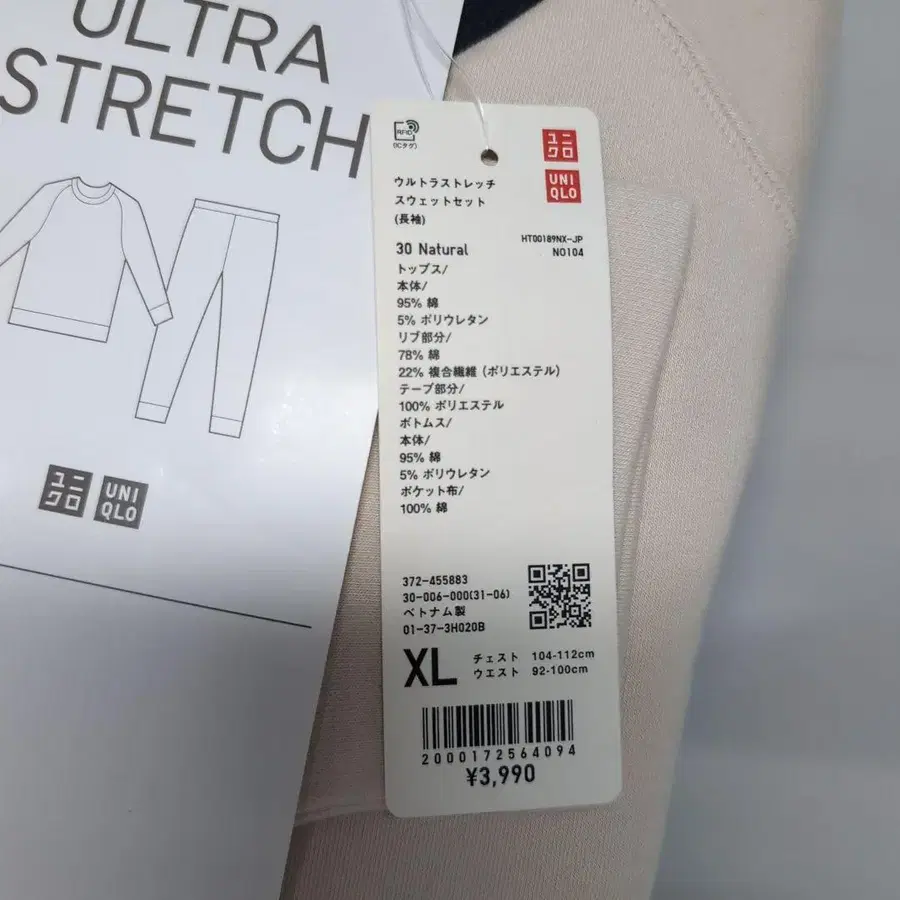 ULTRA
STRETCH
ユニ
クロ
UNI
QLO
RFID
(ICタグ)
ユニ
クロ
UNI
QLO
ウルトラストレッチ
スウェットセット
(長袖)
HT00189NX-JP
30 Natural
NO104
トップス/
本体/
95% 綿
5% ポリウレタン
リブ部分/
78% 綿
22% 複合繊維 (ポリエステル)
テープ部分/
100% ポリエステル
ボトムス/
本体/
95% 綿
5% ポリウレタン
ポケット布/
100% 綿
372-455883
30-006-000(31-06)
ベトナム製
01-37-3H020B
XL
チェスト 104-112cm
ウエスト 92-100cm
2000172564094
¥3,990